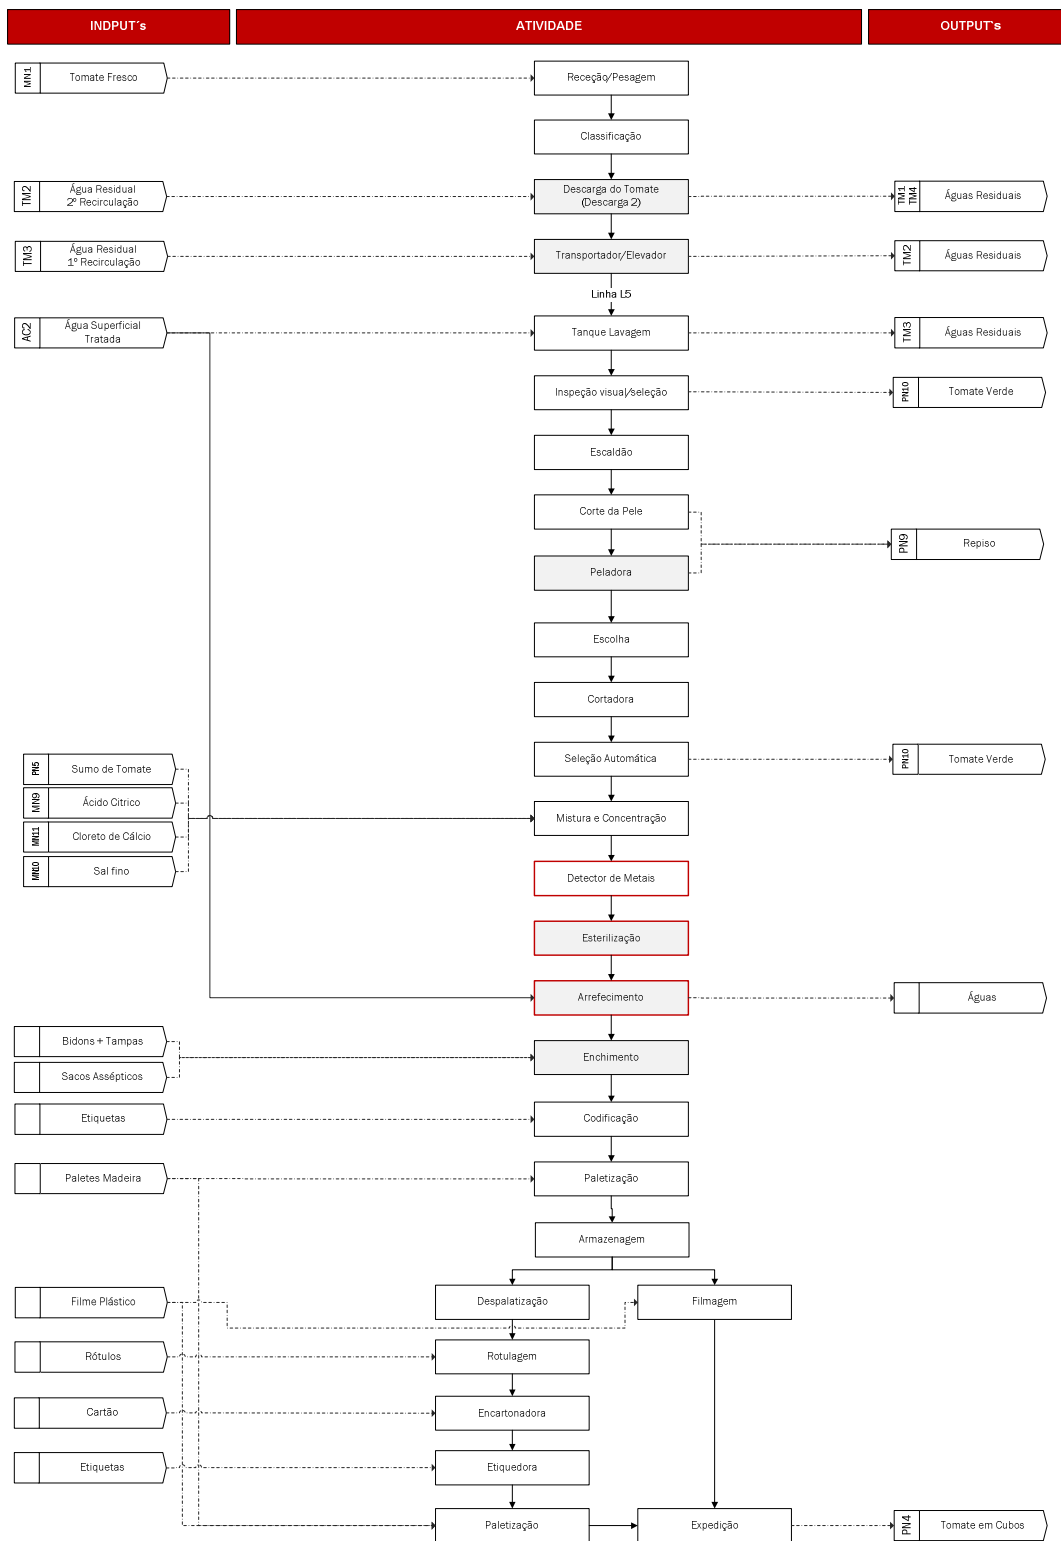 INDPUT´s
ATIVIDADE
OUTPUT's
MN1
Tomate Fresco
Receção/Pesagem
Classificação
TM2
Água Residual
2º Recirculação
Descarga do Tomate
(Descarga 2)
TM1
TM4
Águas Residuais
TM3
Água Residual
1º Recirculação
Transportador/Elevador
TM2
Águas Residuais
Linha L5
AC2
Água Superficial
Tratada
Tanque Lavagem
TM3
Águas Residuais
Inspeção visual/seleção
PN10
Tomate Verde
Escaldão
Corte da Pele
PN9
Repiso
Peladora
Escolha
Cortadora
Seleção Automática
PN10
Tomate Verde
PN5
Sumo de Tomate
MN9
Ácido Citrico
Mistura e Concentração
MN11
Cloreto de Cálcio
MN10
Sal fino
Detector de Metais
Esterilização
Arrefecimento
Águas
Bidons + Tampas
Enchimento
Sacos Assépticos
Etiquetas
Codificação
Paletes Madeira
Paletização
Armazenagem
Filme Plástico
Despalatização
Filmagem
Rótulos
Rotulagem
Cartão
Encartonadora
Etiquetas
Etiquedora
Paletização
Expedição
PN4
Tomate em Cubos